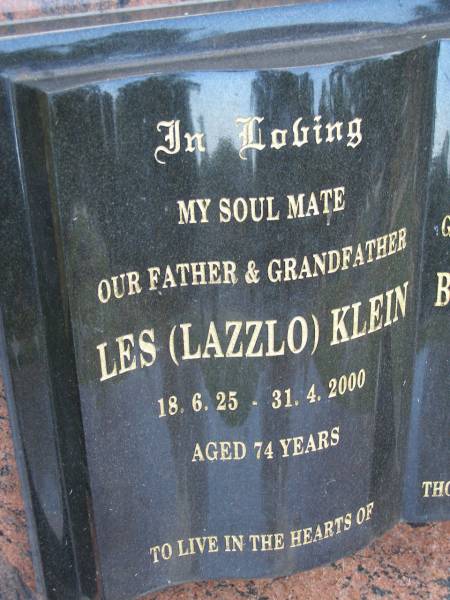 In Loving
MY SOUL MATE
OUR FATHER & GRANDFATHER
LES (LAZZLO) KLEIN
18. 6. 25 - 31. 4. 2000
AGED 74 YEARS
TO LIVE IN THE HEARTS OF